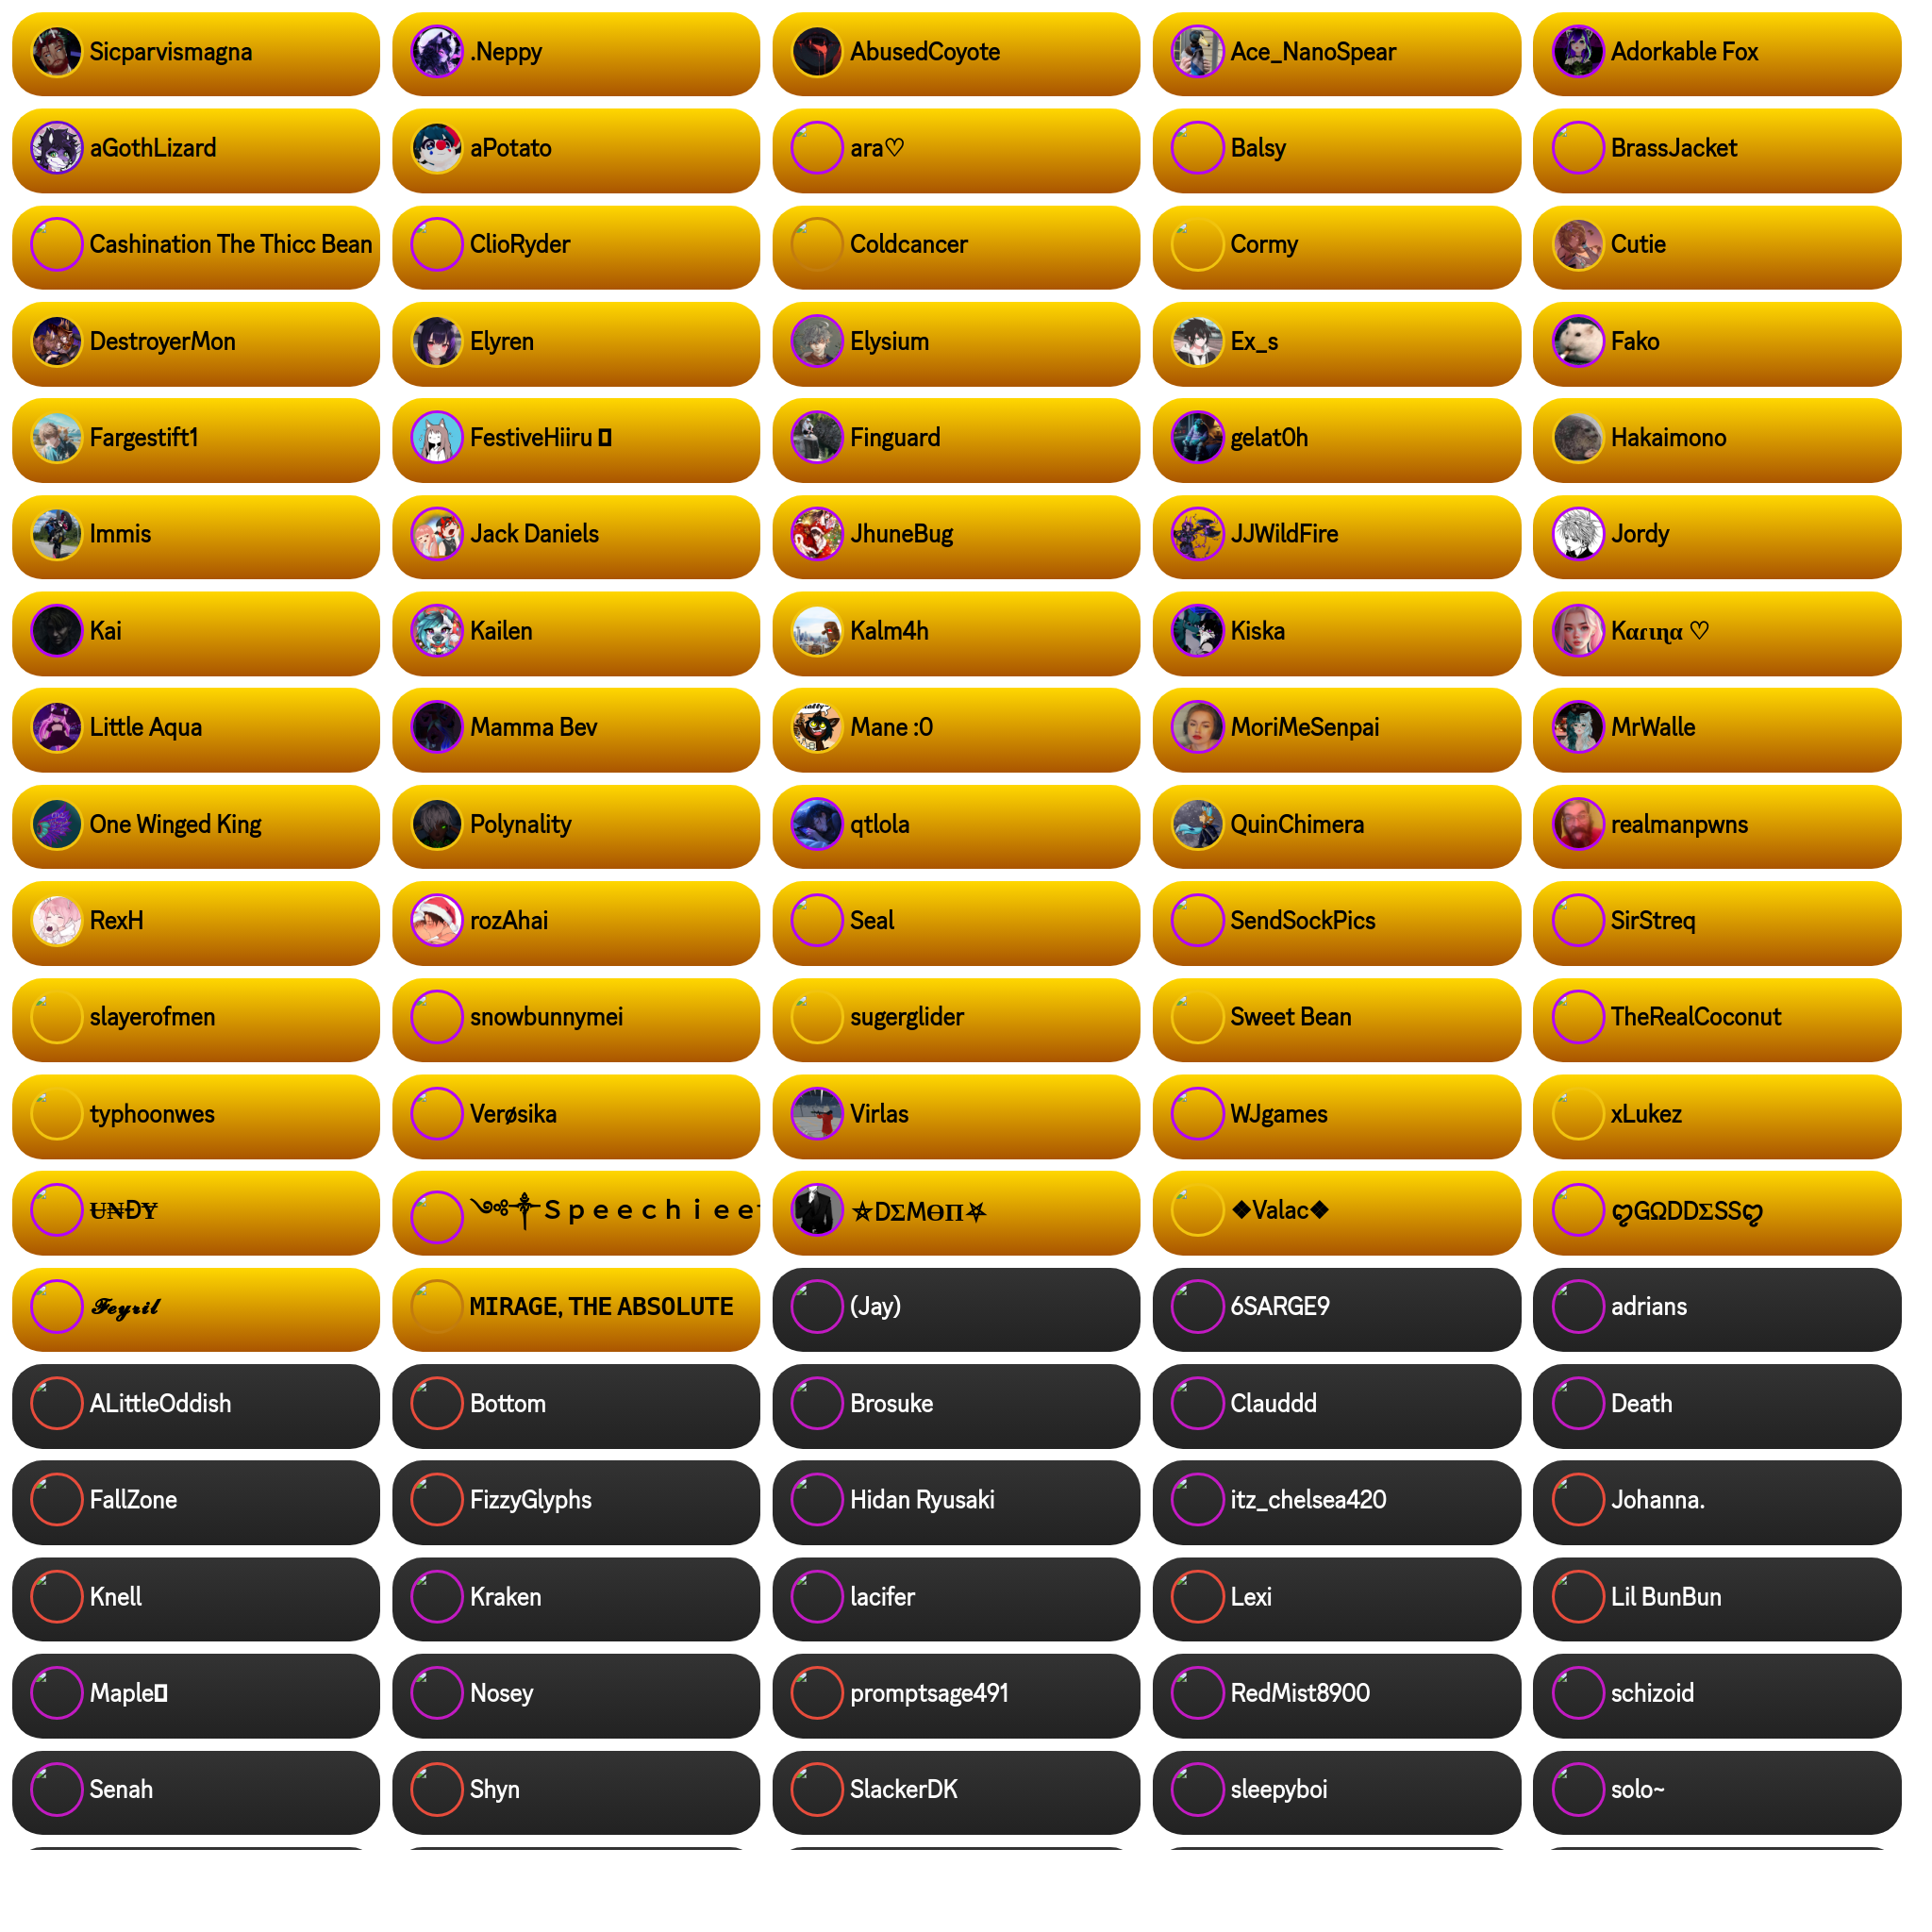 Sicparvismagna
.Neppy
AbusedCoyote
Ace_NanoSpear
Adorkable Fox
aGothLizard
aPotato
ara♡
Balsy
BrassJacket
Cashination The Thicc Bean
ClioRyder
Coldcancer
Cormy
Cutie
DestroyerMon
Elyren
Elysium
Ex_s
Fako
Fargestift1
FestiveHiiru
Finguard
gelat0h
Hakaimono
Immis
Jack Daniels
JhuneBug
JJWildFire
Jordy
Kai
Kailen
Kalm4h
Kiska
Kαɾιɳα ♡
Little Aqua
Mamma Bev
Mane :0
MoriMeSenpai
MrWalle
One Winged King
Polynality
qtlola
QuinChimera
realmanpwns
RexH
rozAhai
Seal
SendSockPics
SirStreq
slayerofmen
snowbunnymei
sugerglider
Sweet Bean
TheRealCoconut
typhoonwes
Verøsika
Virlas
WJgames
xLukez
U̶N̶ĐY̶
༺✞Ｓｐｅｅｃｈｉｅｅ
⛤DΣMӨΠ⛧
❖Valac❖
ღGΩDDΣSSღ
𝓕𝓮𝔂𝓻𝓲𝓵
MIRAGE, THE ABSOLUTE
(Jay)
6SARGE9
adrians
ALittleOddish
Bottom
Brosuke
Clauddd
Death
FallZone
FizzyGlyphs
Hidan Ryusaki
itz_chelsea420
Johanna.
Knell
Kraken
lacifer
Lexi
Lil BunBun
Maple
Nosey
promptsage491
RedMist8900
schizoid
Senah
Shyn
SlackerDK
sleepyboi
solo~